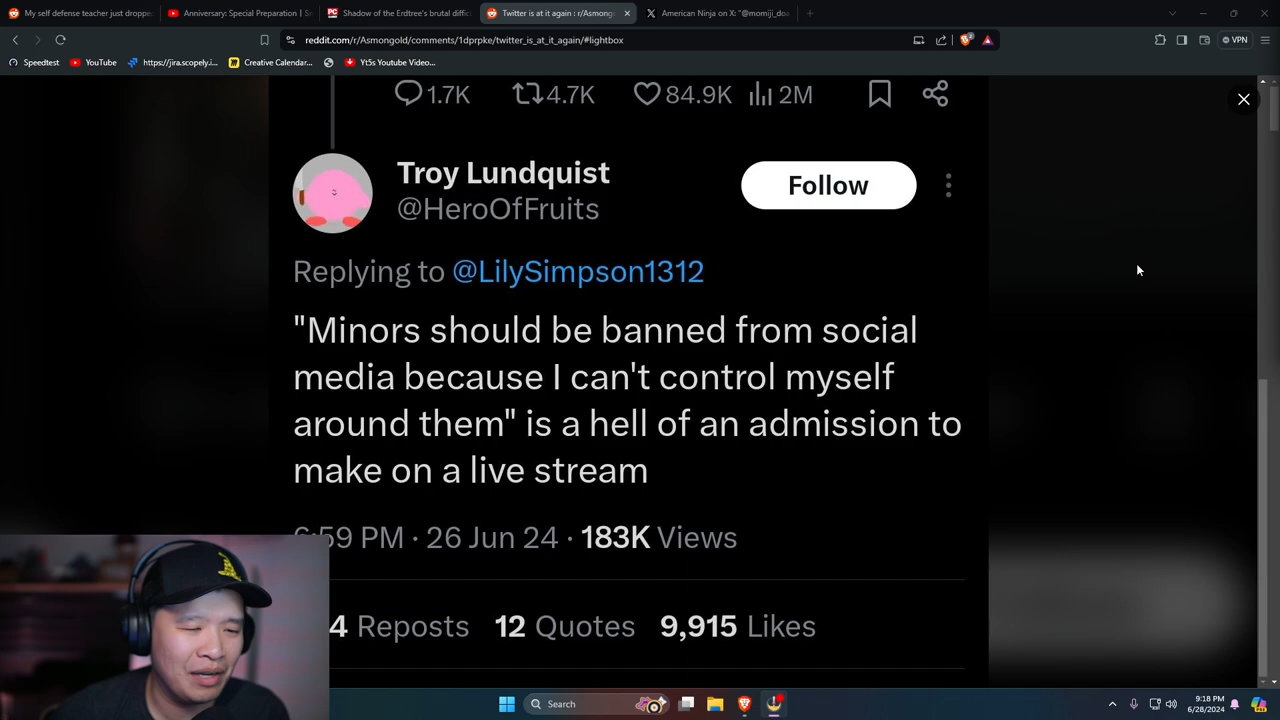 My self defense teacher just droppe
Anniversary: Special Preparation | S
Shadow of the Erdtree's brutal diffic
Twitter is at it again : r/Asmong
American Ninja on X: "@momiji_do
reddit.com/r/Asmongold/comments/1dprpke/twitter_is_at_it_again/#lightbox
VPN
Speedtest
YouTube
https://jira.scopely.i...
Creative Calendar...
Yt5s Youtube Video...
1.7K 4.7K 84.9K 2M
Troy Lundquist
@HeroOfFruits
Follow
Replying to @LilySimpson1312
"Minors should be banned from social
media because I can't control myself
around them" is a hell of an admission to
make on a live stream
:59 PM · 26 Jun 24 · 183K Views
4 Reposts 12 Quotes 9,915 Likes
Search
9:18 PM
6/28/2024